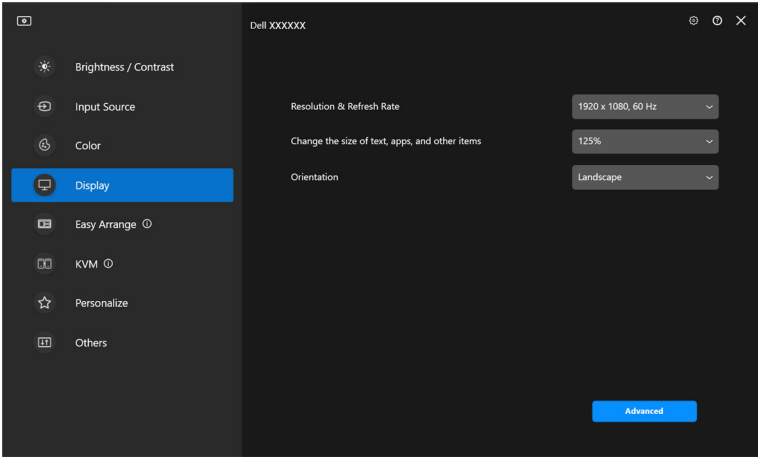 Dell XXXXXX
Brightness / Contrast
Input Source
Color
Display
Easy Arrange
KVM
Personalize
Others
Resolution & Refresh Rate
1920 x 1080, 60 Hz
Change the size of text, apps, and other items
125%
Orientation
Landscape
Advanced